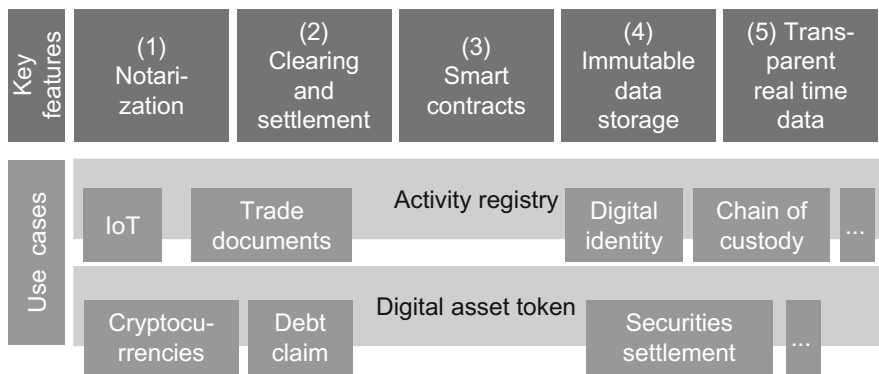 Key
features
(1)
Notari-
zation
(2)
Clearing
and
settlement
(3)
Smart
contracts
(4)
Immutable
data
storage
(5) Trans-
parent
real time
data
Use cases
Activity registry
IoT
Trade
documents
Digital
identity
Chain of
custody
...
Digital asset token
Cryptocu-
rrencies
Debt
claim
Securities
settlement
...